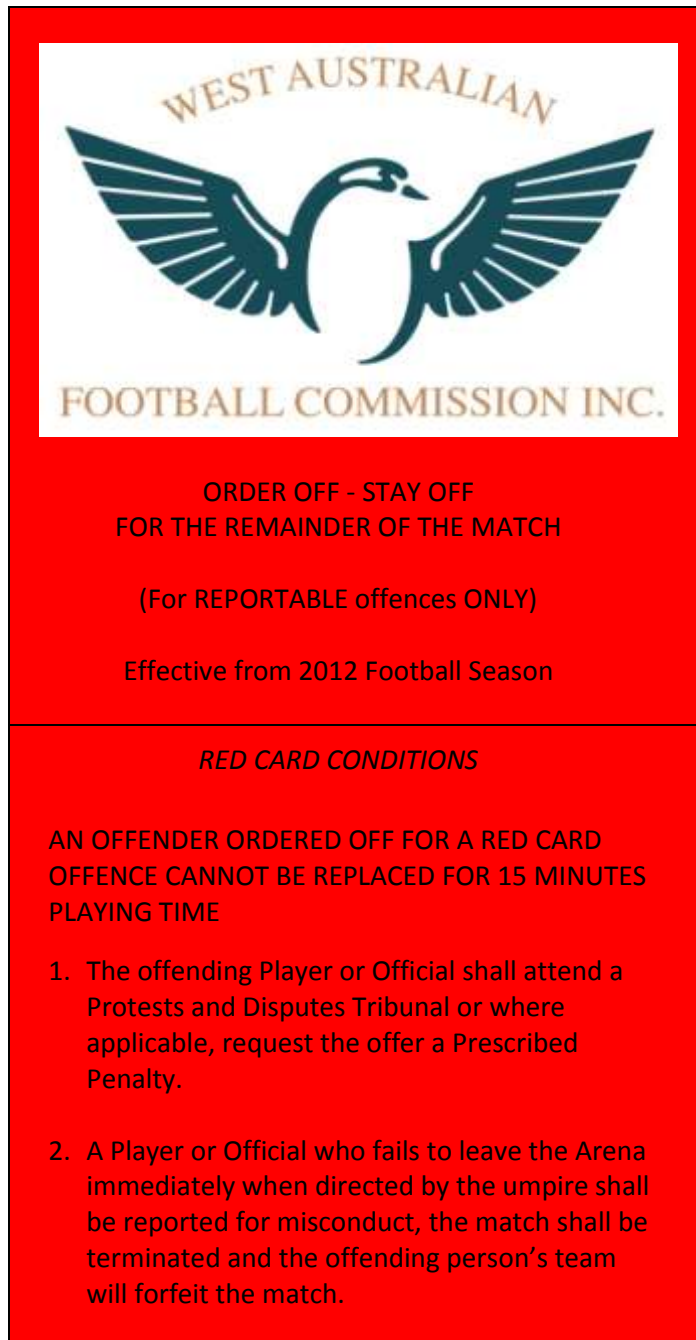 WEST AUSTRALIAN
FOOTBALL COMMISSION INC.
ORDER OFF - STAY OFF
FOR THE REMAINDER OF THE MATCH
(For REPORTABLE offences ONLY)
Effective from 2012 Football Season
RED CARD CONDITIONS
AN OFFENDER ORDERED OFF FOR A RED CARD
OFFENCE CANNOT BE REPLACED FOR 15 MINUTES
PLAYING TIME
1. The offending Player or Official shall attend a
Protests and Disputes Tribunal or where
applicable, request the offer a Prescribed
Penalty.
2. A Player or Official who fails to leave the Arena
immediately when directed by the umpire shall
be reported for misconduct, the match shall be
terminated and the offending person’s team
will forfeit the match.